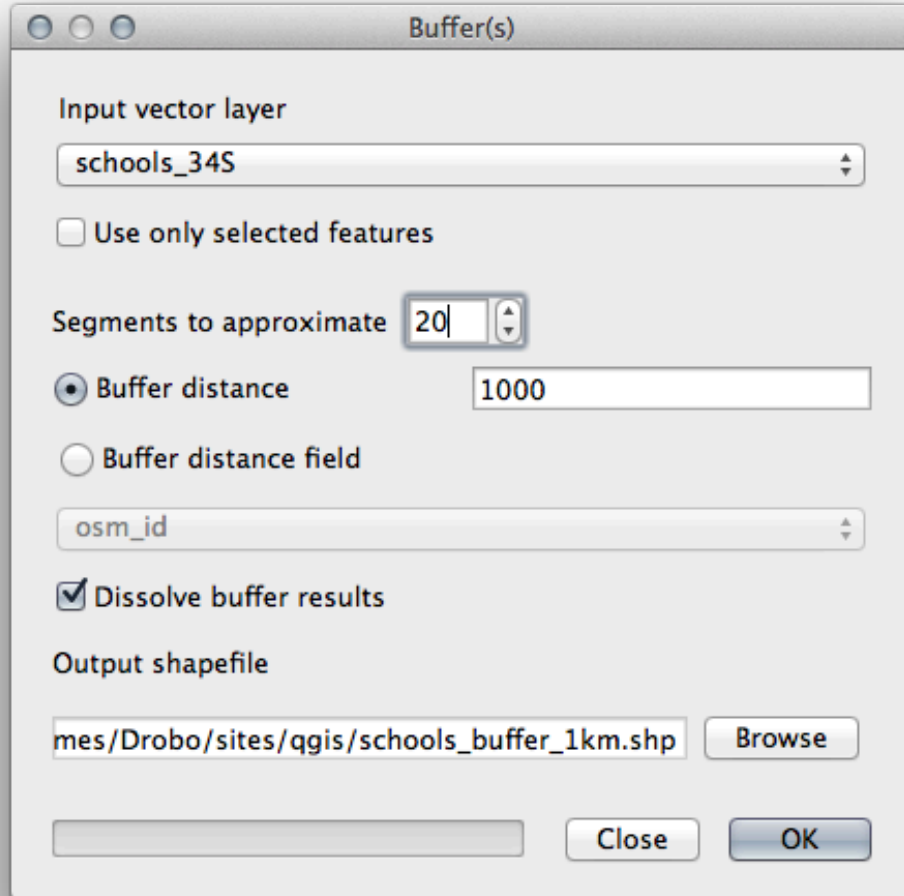 Buffer(s)
Input vector layer
schools_34S
Use only selected features
Segments to approximate 20
Buffer distance 1000
Buffer distance field
osm_id
Dissolve buffer results
Output shapefile
mes/Drobo/sites/qgis/schools_buffer_1km.shp Browse
Close OK